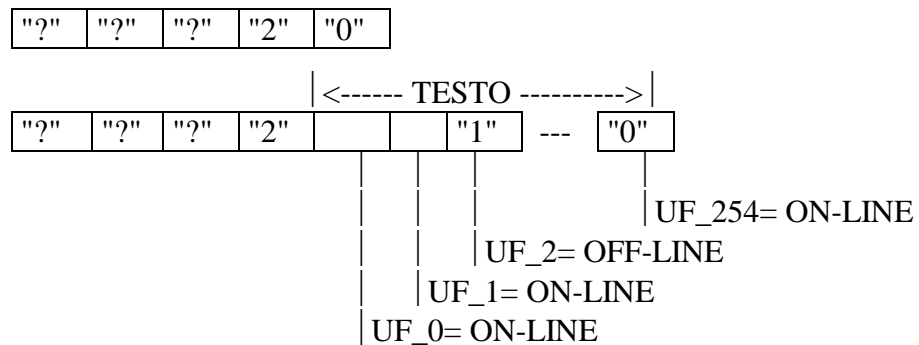 "?" "?" "?" "2" "0"
|<------ TESTO ---------->|
"?" "?" "?" "2" "1" --- "0"
UF_254= ON-LINE
UF_2= OFF-LINE
UF_1= ON-LINE
UF_0= ON-LINE